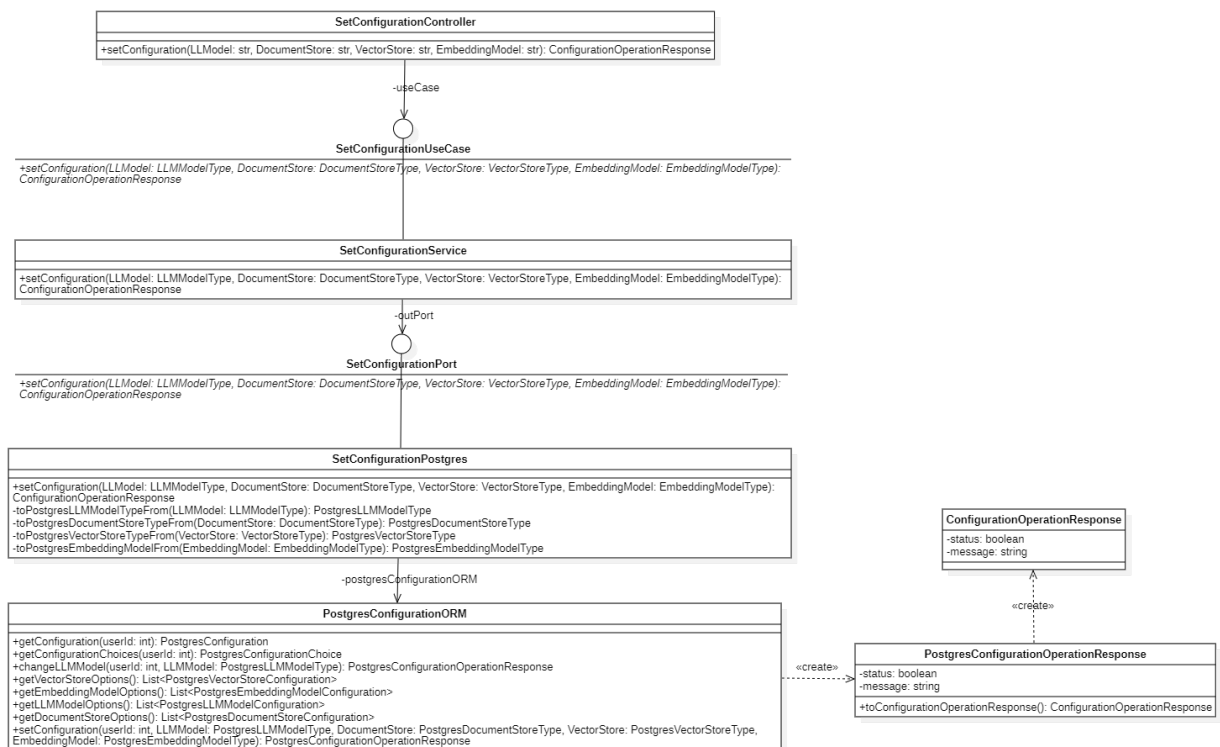 SetConfigurationController
+setConfiguration(LLModel: str, DocumentStore: str, VectorStore: str, EmbeddingModel: str): ConfigurationOperationResponse
-useCase
SetConfigurationUseCase
+setConfiguration(LLModel: LLMModelType, DocumentStore: DocumentStoreType, VectorStore: VectorStoreType, EmbeddingModel: EmbeddingModelType):
ConfigurationOperationResponse
SetConfigurationService
+setConfiguration(LLModel: LLMModelType, DocumentStore: DocumentStoreType, VectorStore: VectorStoreType, EmbeddingModel: EmbeddingModelType):
ConfigurationOperationResponse
-outPort
SetConfigurationPort
+setConfiguration(LLModel: LLMModelType, DocumentStore: DocumentStoreType, VectorStore: VectorStoreType, EmbeddingModel: EmbeddingModelType):
ConfigurationOperationResponse
SetConfigurationPostgres
+setConfiguration(LLModel: LLMModelType, DocumentStore: DocumentStoreType, VectorStore: VectorStoreType, EmbeddingModel: EmbeddingModelType):
ConfigurationOperationResponse
-toPostgresLLMModelTypeFrom(LLModel: LLMModelType): PostgresLLModelType
-toPostgresDocumentStoreTypeFrom(DocumentStore: DocumentStoreType): PostgresDocumentStoreType
-toPostgresVectorStoreTypeFrom(VectorStore: VectorStoreType): PostgresVectorStoreType
-toPostgresEmbeddingModelFrom(EmbeddingModel: EmbeddingModelType): PostgresEmbeddingModelType
-postgresConfigurationORM
PostgresConfigurationORM
+getConfiguration(userId: int): PostgresConfiguration
+getConfigurationChoices(userId: int): PostgresConfigurationChoice
+changeLLMModel(userId: int, LLMModel: PostgresLLMModelType): PostgresConfigurationOperationResponse
+getVectorStoreOptions(): List<PostgresVectorStoreConfiguration>
+getEmbeddingModelOptions(): List<PostgresEmbeddingModelConfiguration>
+getLLMModelOptions(): List<PostgresLLModelConfiguration>
+getDocumentStoreOptions(): List<PostgresDocumentStoreConfiguration>
+setConfiguration(userId: int, LLModel: PostgresLLModelType, DocumentStore: PostgresDocumentStoreType, VectorStore: PostgresVectorStoreType,
EmbeddingModel: PostgresEmbeddingModelType): PostgresConfigurationOperationResponse
ConfigurationOperationResponse
-status: boolean
-message: string
«create»
«create»
PostgresConfigurationOperationResponse
-status: boolean
-message: string
+toConfigurationOperationResponse(): ConfigurationOperationResponse